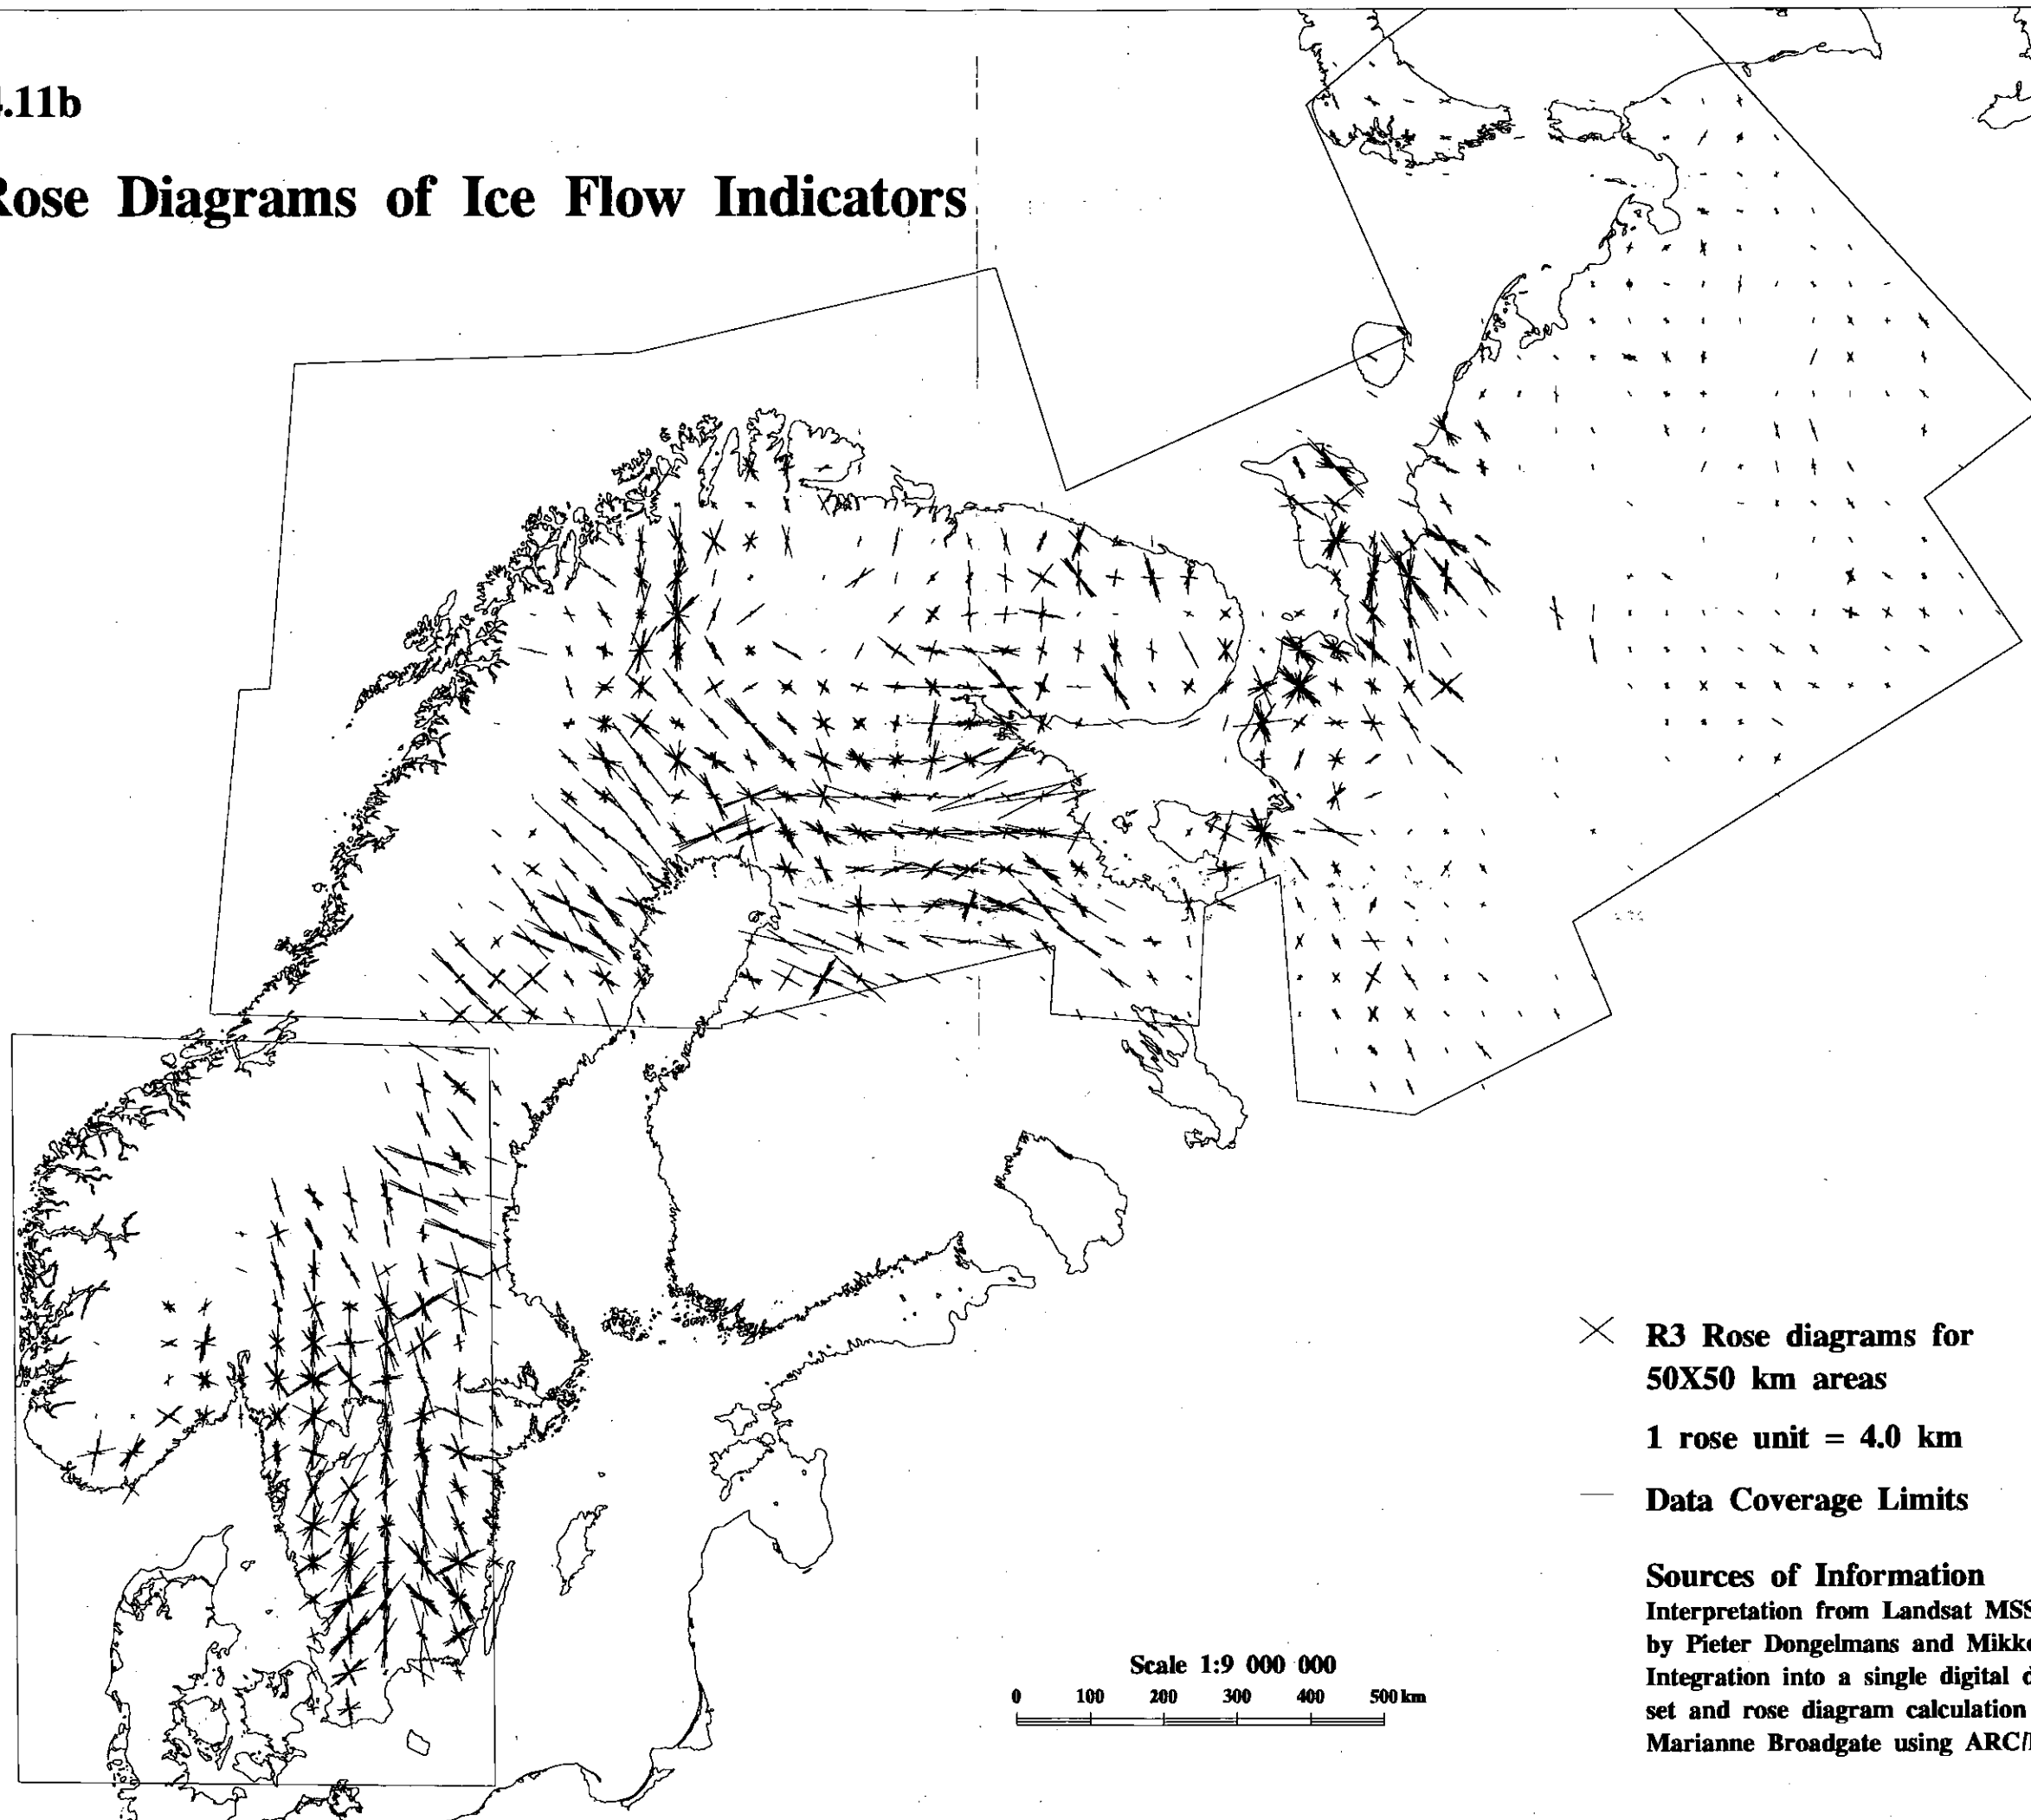 .11b
Rose Diagrams of Ice Flow Indicators
R3 Rose diagrams for
50X50 km areas
1 rose unit = 4.0 km
Data Coverage Limits
Sources of Information
Interpretation from Landsat MSS
by Pieter Dongelmans and
Integration into a single digital
set and rose diagram calculation
Marianne Broadgate using
Scale 1:9 000 000
0 100 200 300 400 500 km